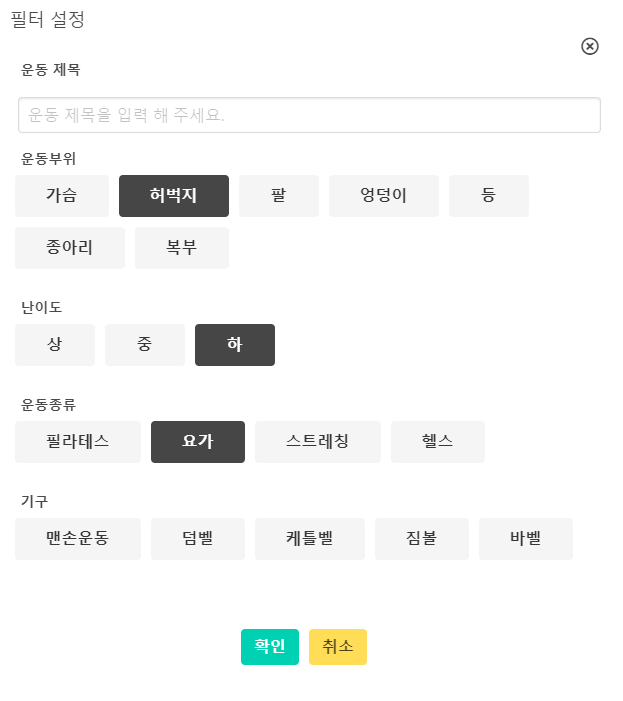 필터 설정
운동 제목
운동 제목을 입력 해 주세요.
운동부위
가슴 허벅지 팔 엉덩이 등
종아리 복부
난이도
상 중 하
운동종류
필라테스 요가 스트레칭 헬스
기구
맨손운동 덤벨 케틀벨 짐볼 바벨
확인 취소